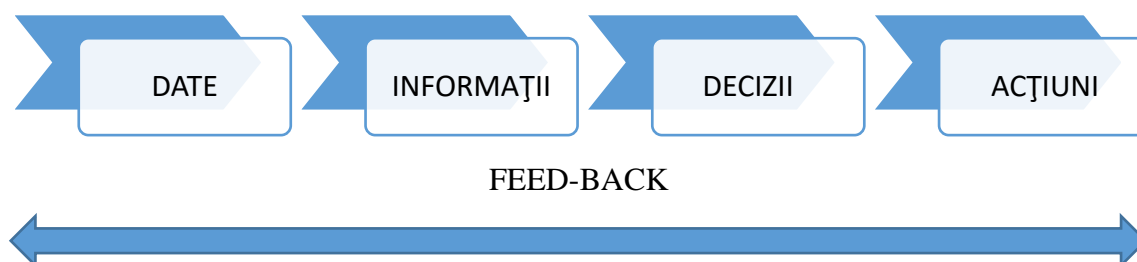 DATE
INFORMAŢII
DECIZII
ACŢIUNI
FEED-BACK